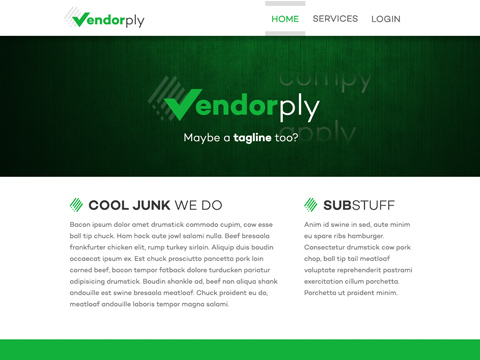 Vendorply
HOME SERVICES LOGIN
compy
Vendorply
apply
Maybe a tagline too?
COOL JUNK WE DO
Bacon ipsum dolor amet drumstick commodo cupim, cow esse
ball tip chuck. Ham hock aute jowl salami nulla. Beef bresaola
frankfurter chicken elit, rump turkey sirloin. Aliquip duis boudin
accaecat ipsum ex. Est chuck prosciutto pancetta pork loin
corned beef, bacon tempor fatback dolore turducken pariatur
adipisicing drumstick. Boudin shankle ad, beef non aliqua shank
andouille est swine bresaola meatloaf. Chuck proident eu do,
meatloaf andouille laboris tempor magna salami.
SUBSTUFF
Anim id swine in sed, aute minim
eu spare ribs hamburger.
Consectetur drumstick cow pork
chop, ball tip tail meatloaf
voluptate reprehenderit pastrami
exercitation cillum porchetta.
Porchetta ut proident minim.